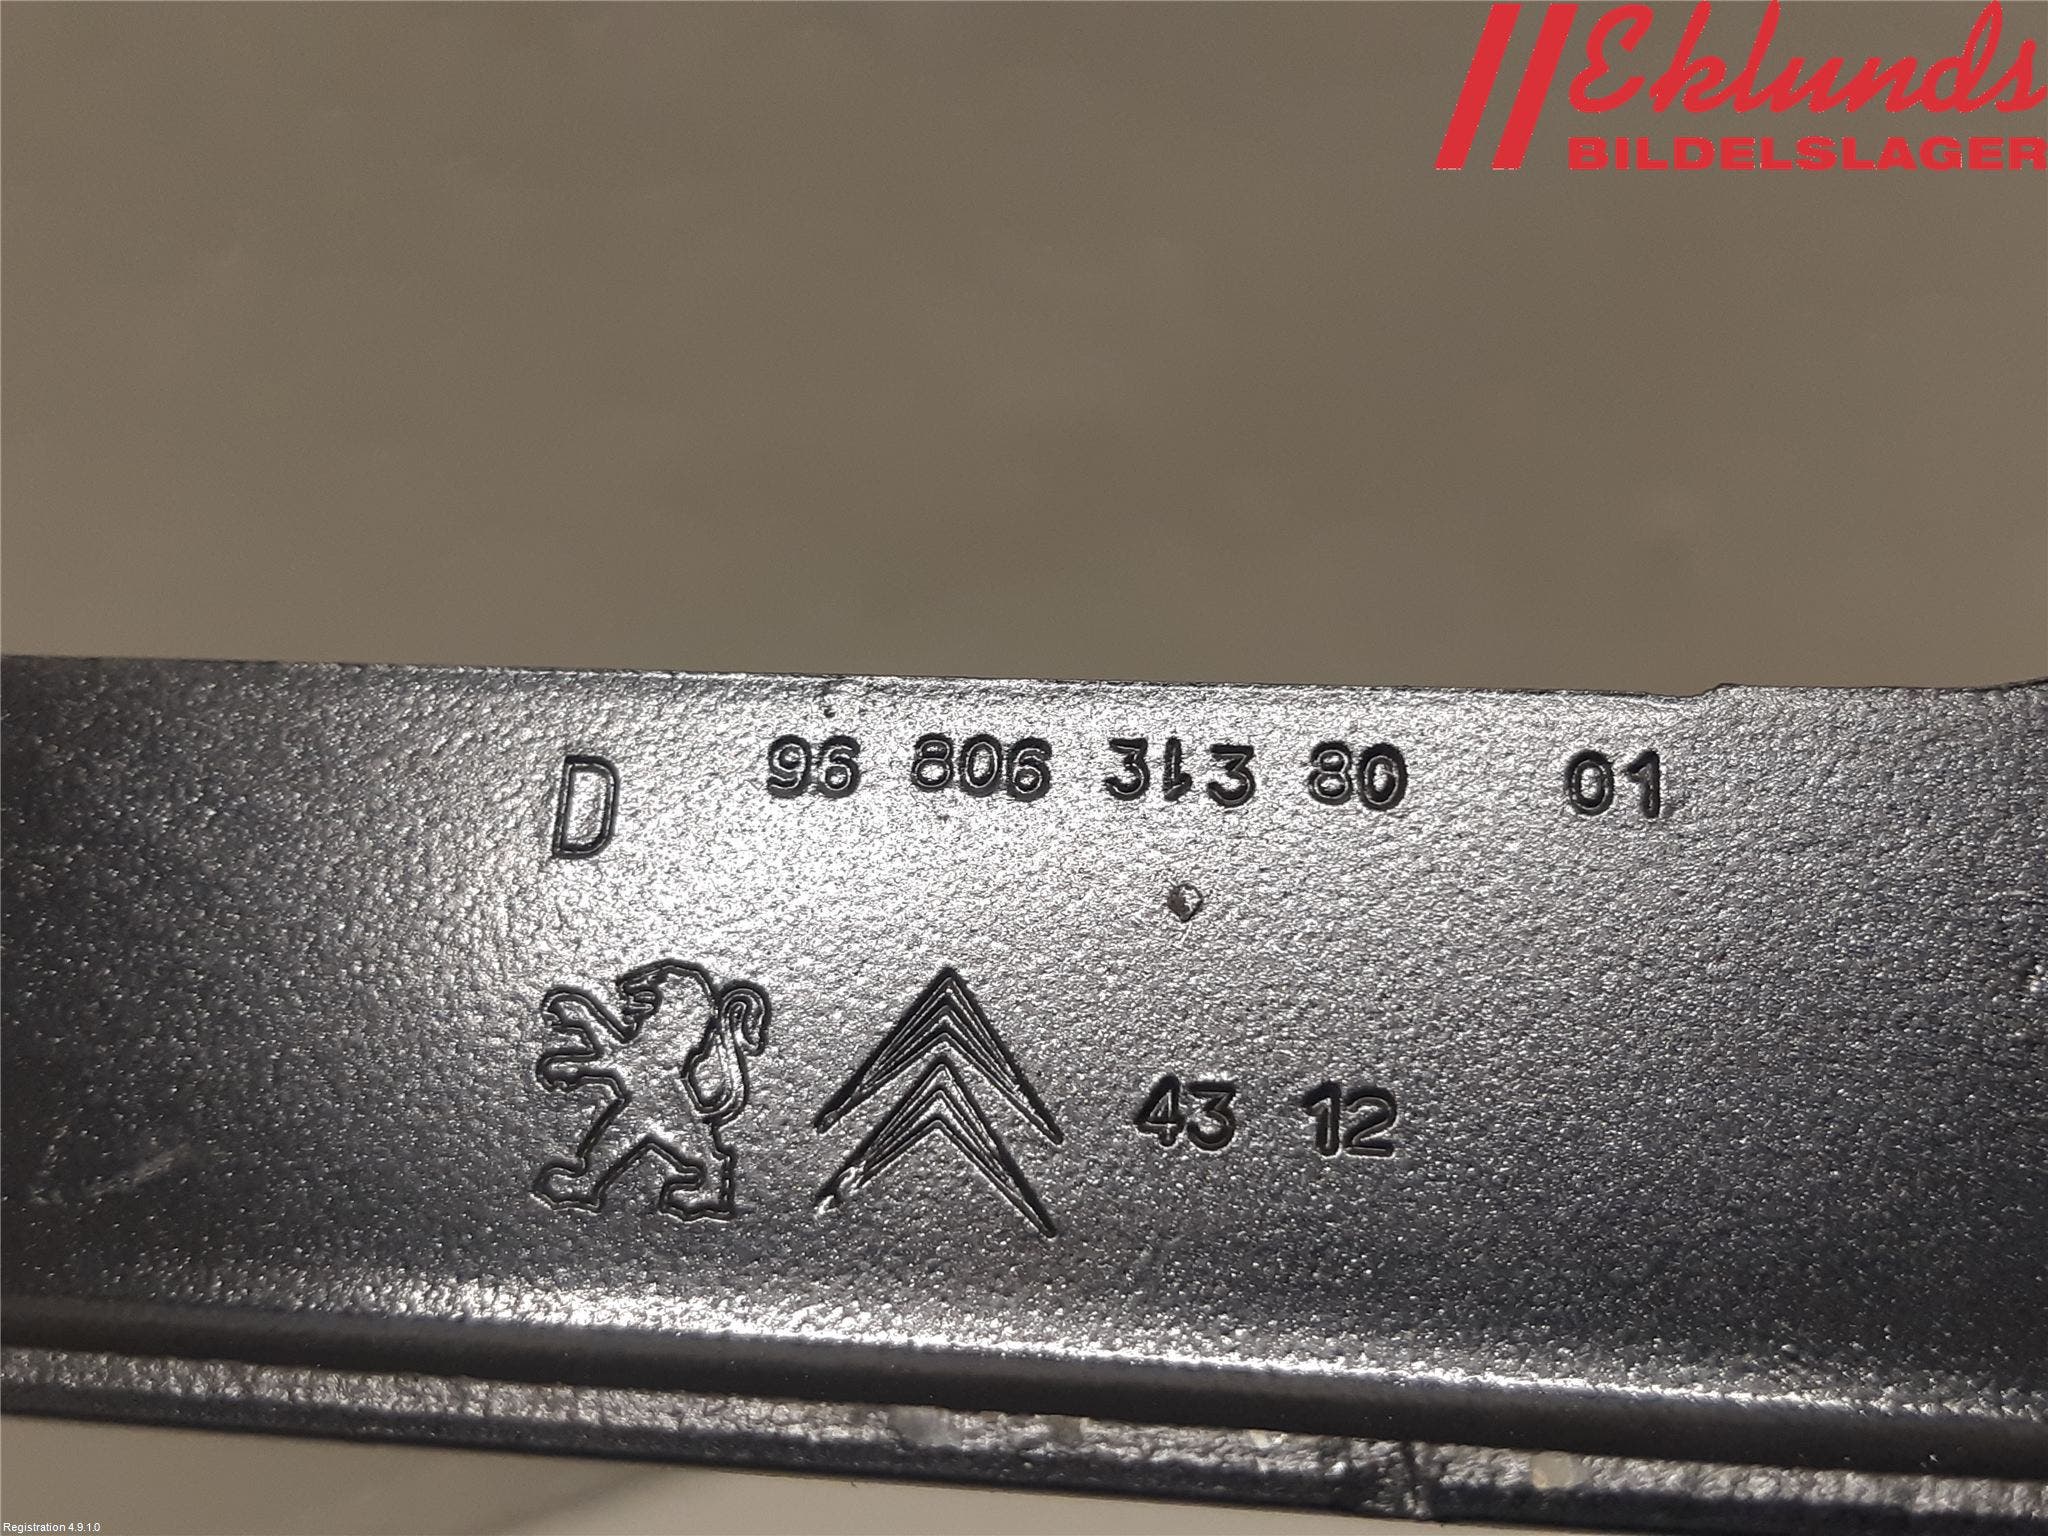 Eklunds
BILDELSLAGER
D 96 806 313 80 01
43 12
Registration 4.9.1.0